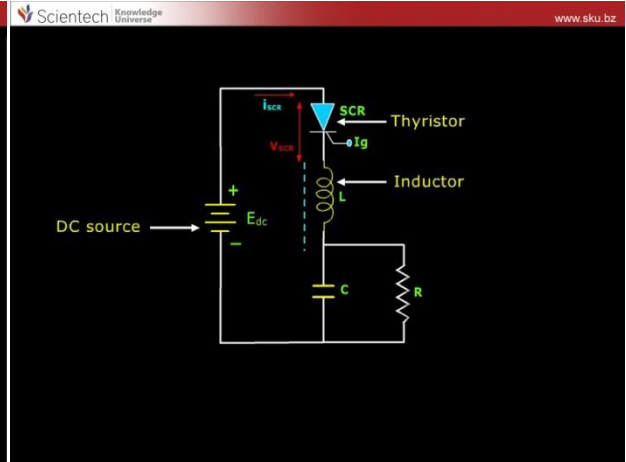 Scientech Knowledge Universe
www.sku.bz
iSCR
SCR
Thyristor
VSCR
Ig
Inductor
L
+
DC source
Edc
−
C
R